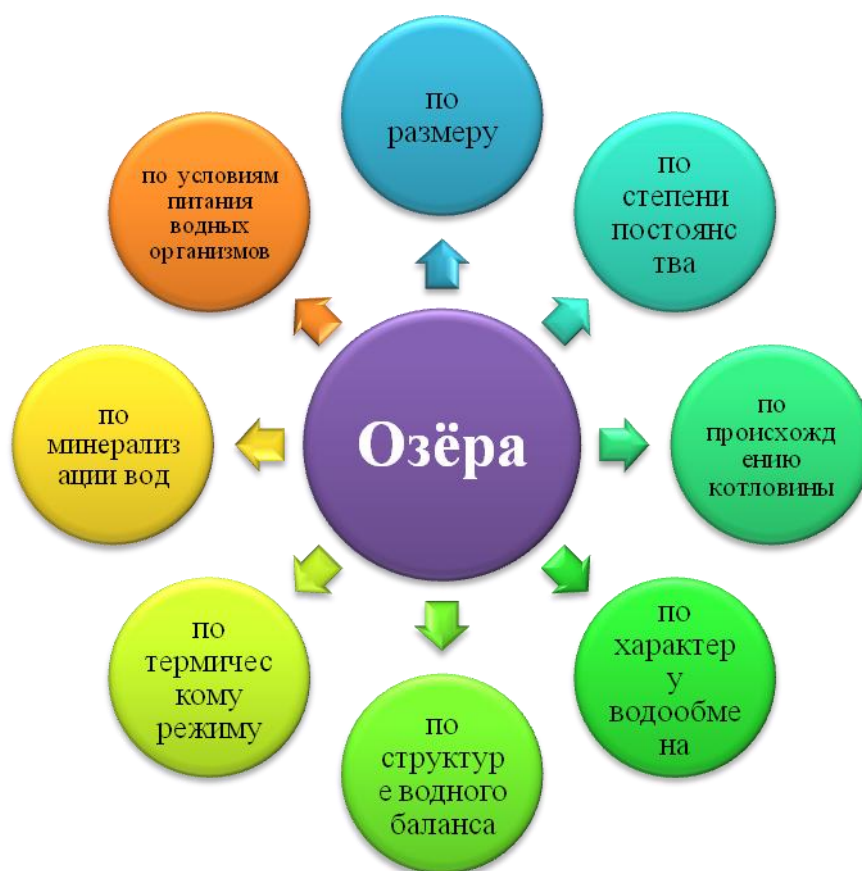 по
размеру
по
степени
постоянс
тва
по
происхожд
ению
котловины
по
характер
у
водообме
на
по
структур
е водного
баланса
по
термичес
кому
режиму
по
минерализ
ации вод
по условиям
питания
водных
организмов
Озёра